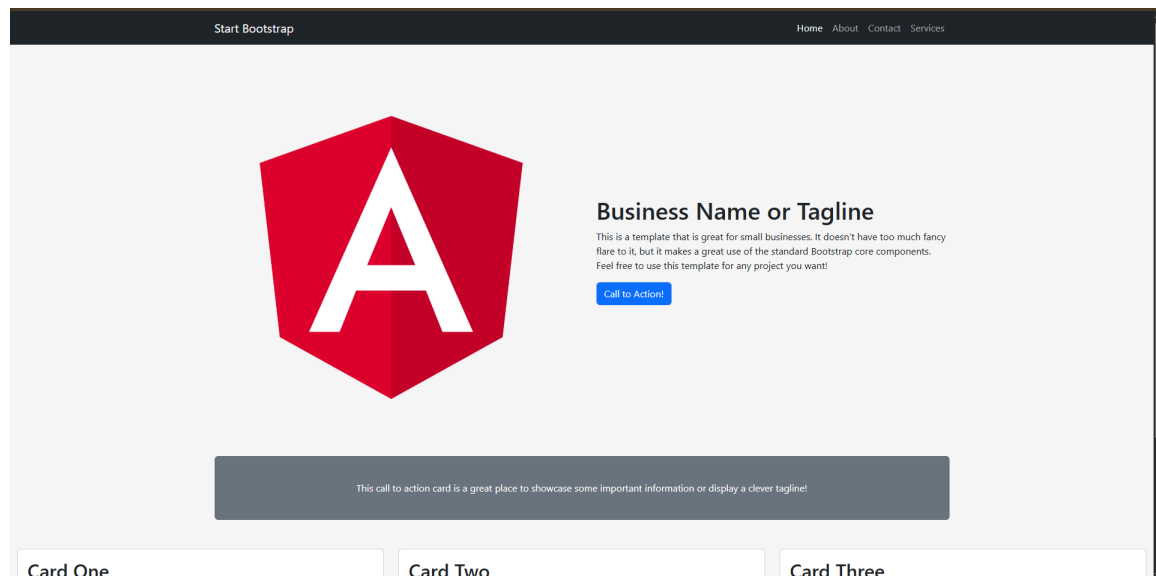 Start Bootstrap
Home About Contact Services
A
Business Name or Tagline
This is a template that is great for small businesses. It doesn't have too much fancy
flare to it, but it makes a great use of the standard Bootstrap core components.
Feel free to use this template for any project you want!
Call to Action!
This call to action card is a great place to showcase some important information or display a clever tagline!
Card One
Card Two
Card Three